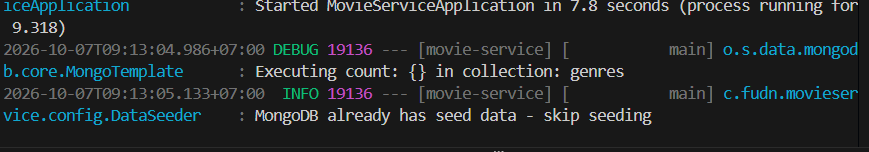 iceApplication           : Started MovieServiceApplication in 7.8 seconds (process running for
 9.318)
2026-10-07T09:13:04.986+07:00 DEBUG 19136 --- [movie-service] [           main] o.s.data.mongod
b.core.MongoTemplate       : Executing count: {} in collection: genres
2026-10-07T09:13:05.133+07:00  INFO 19136 --- [movie-service] [           main] c.fudn.movieser
vice.config.DataSeeder     : MongoDB already has seed data - skip seeding